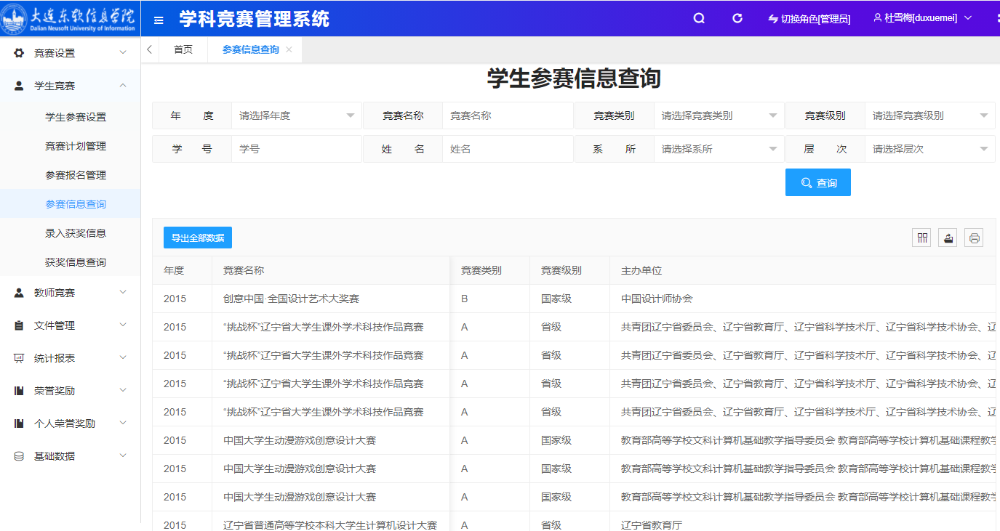 大连东软信息学院
Dalian Neusoft University of Information
学科竞赛管理系统
切换角色[管理员]
杜雪梅[duxuemei]
首页
参赛信息查询
竞赛设置
学生竞赛
学生参赛设置
竞赛计划管理
参赛报名管理
参赛信息查询
录入获奖信息
获奖信息查询
教师竞赛
文件管理
统计报表
荣誉奖励
个人荣誉奖励
基础数据
学生参赛信息查询
年 度 请选择年度 竞赛名称 竞赛名称 竞赛类别 请选择竞赛类别 竞赛级别 请选择竞赛级别
学 号 学号 姓 名 姓名 系 所 请选择系所 层 次 请选择层次
查询
导出全部数据
年度 竞赛名称 竞赛类别 竞赛级别 主办单位
2015 创意中国·全国设计艺术大奖赛 B 国家级 中国设计师协会
2015 “挑战杯”辽宁省大学生课外学术科技作品竞赛 A 省级 共青团辽宁省委员会、辽宁省教育厅、辽宁省科学技术厅、辽宁省科学技术协会、辽
2015 “挑战杯”辽宁省大学生课外学术科技作品竞赛 A 省级 共青团辽宁省委员会、辽宁省教育厅、辽宁省科学技术厅、辽宁省科学技术协会、辽
2015 “挑战杯”辽宁省大学生课外学术科技作品竞赛 A 省级 共青团辽宁省委员会、辽宁省教育厅、辽宁省科学技术厅、辽宁省科学技术协会、辽
2015 “挑战杯”辽宁省大学生课外学术科技作品竞赛 A 省级 共青团辽宁省委员会、辽宁省教育厅、辽宁省科学技术厅、辽宁省科学技术协会、辽
2015 中国大学生动漫游戏创意设计大赛 A 国家级 教育部高等学校文科计算机基础教学指导委员会 教育部高等学校计算机基础课程教学
2015 中国大学生动漫游戏创意设计大赛 A 国家级 教育部高等学校文科计算机基础教学指导委员会 教育部高等学校计算机基础课程教学
2015 中国大学生动漫游戏创意设计大赛 A 国家级 教育部高等学校文科计算机基础教学指导委员会 教育部高等学校计算机基础课程教学
2015 辽宁省普通高等学校本科大学生计算机设计大赛 A 省级 辽宁省教育厅